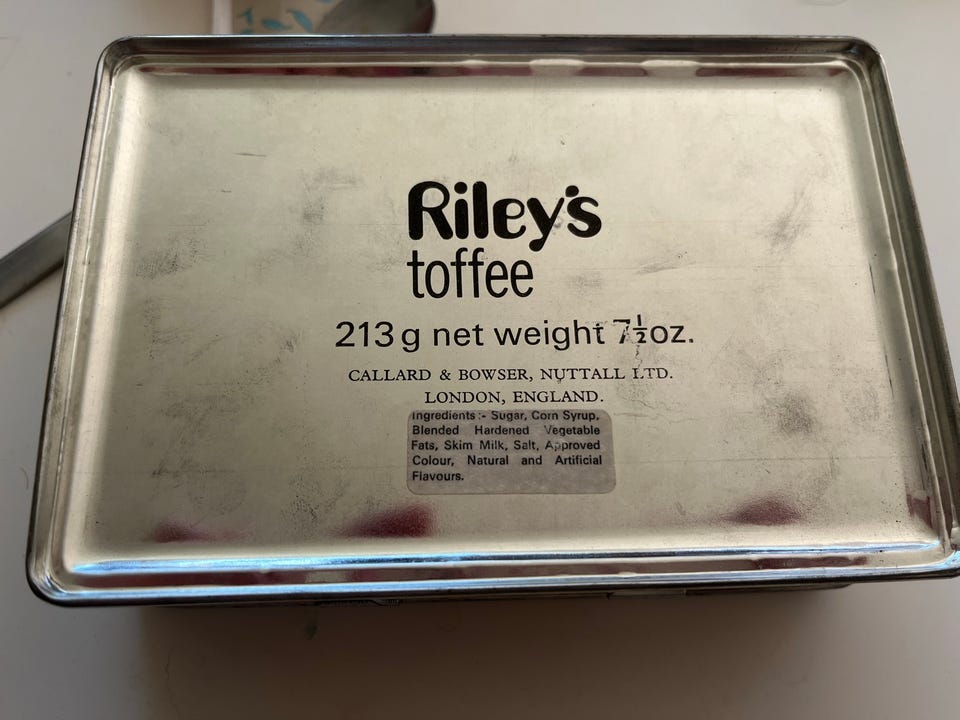 Riley's
toffee
213g net weight 7½oz.
CALLARD & BOWSER, NUTTALL LTD.
LONDON, ENGLAND.
Ingredients:- Sugar, Corn Syrup,
Blended Hardened Vegetable
Fats, Skim Milk, Salt, Approved
Colour, Natural and Artificial
Flavours.